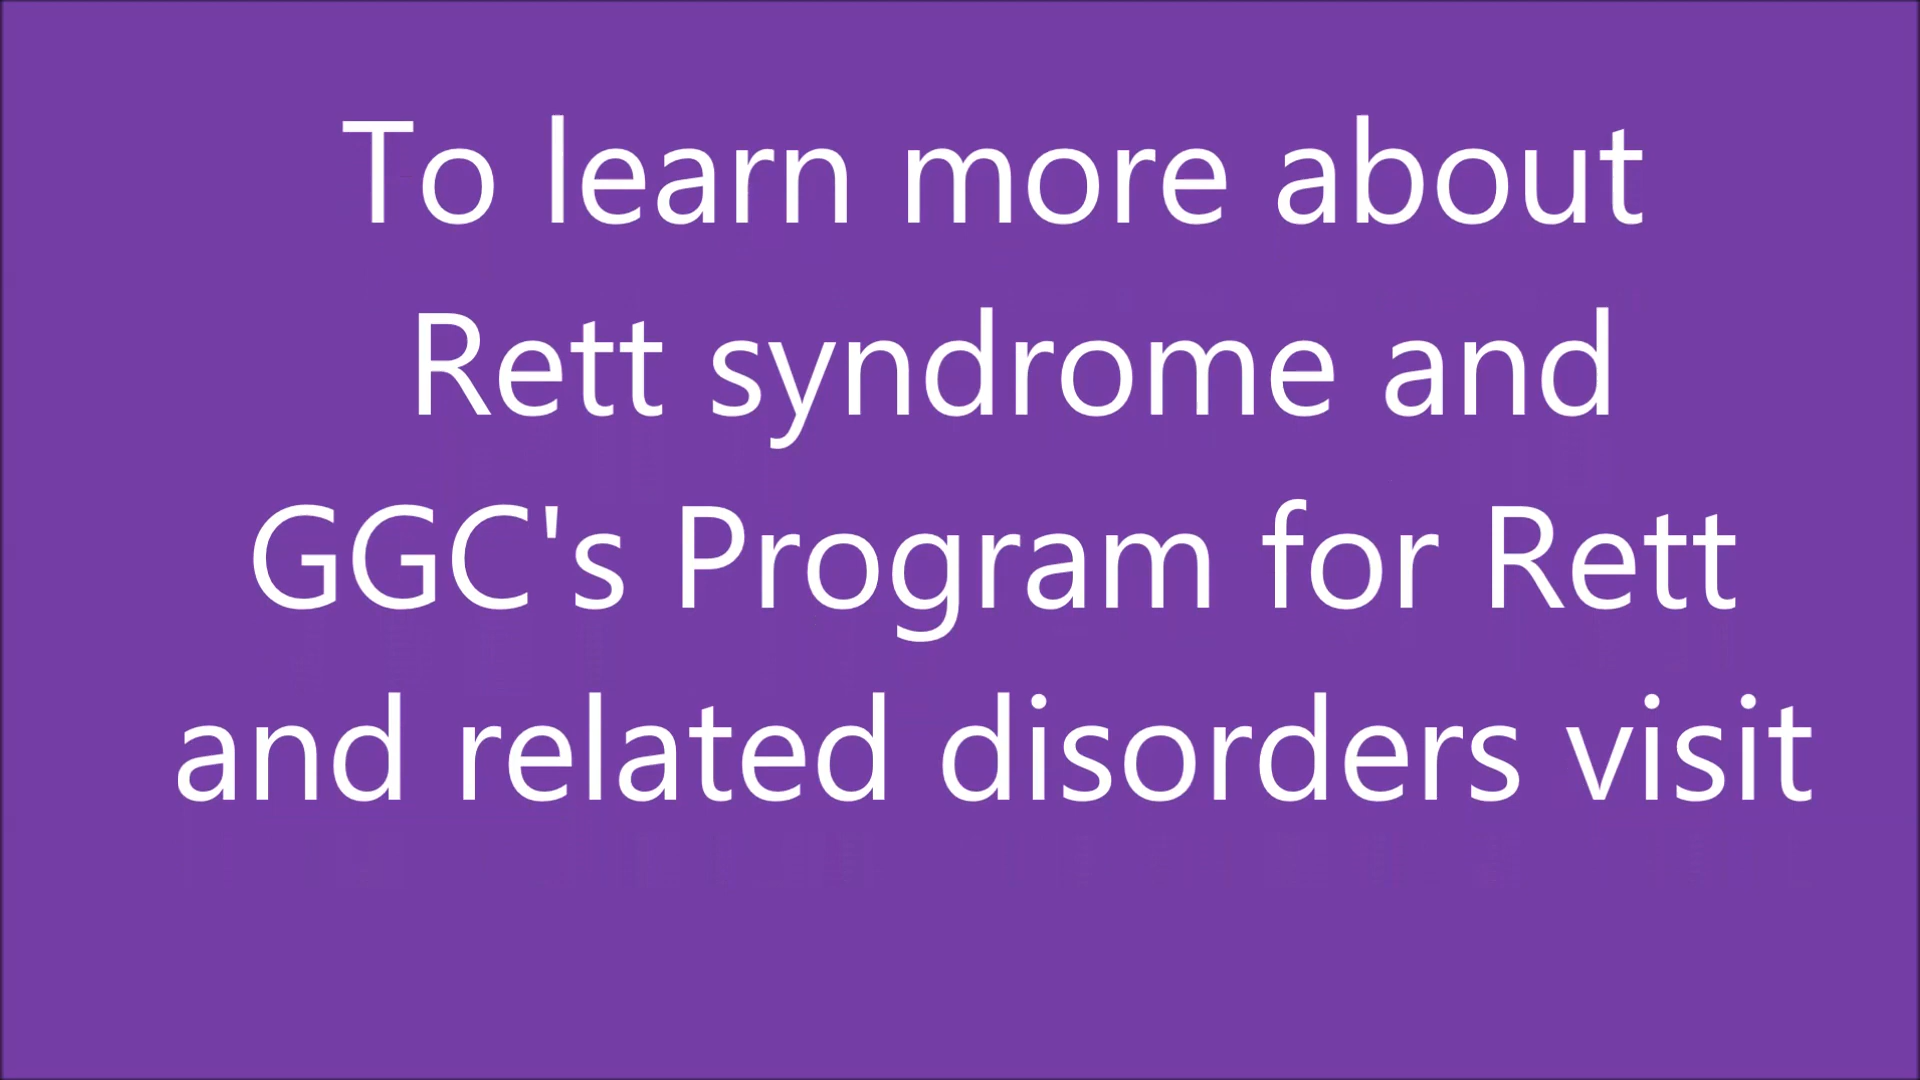 To learn more about
Rett syndrome and
GGC's Program for Rett
and related disorders visit